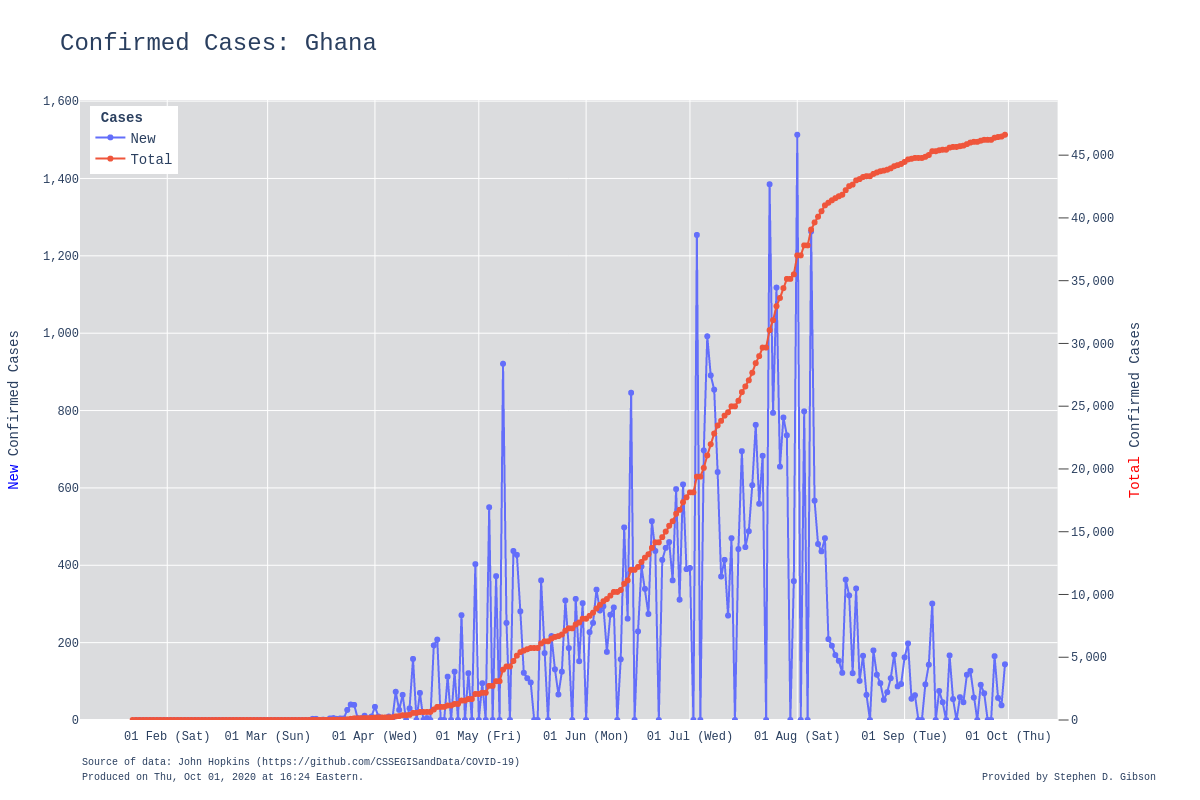 Confirmed Cases: Ghana
Cases
New
Total
1,600
1,400
1,200
1,000
800
600
400
200
0
New Confirmed Cases
45,000
40,000
35,000
30,000
25,000
20,000
15,000
10,000
5,000
0
Total Confirmed Cases
01 Feb (Sat) 01 Mar (Sun) 01 Apr (Wed) 01 May (Fri) 01 Jun (Mon) 01 Jul (Wed) 01 Aug (Sat) 01 Sep (Tue) 01 Oct (Thu)
Source of data: John Hopkins (https://github.com/CSSEGISandData/COVID-19)
Produced on Thu, Oct 01, 2020 at 16:24 Eastern.
Provided by Stephen D. Gibson